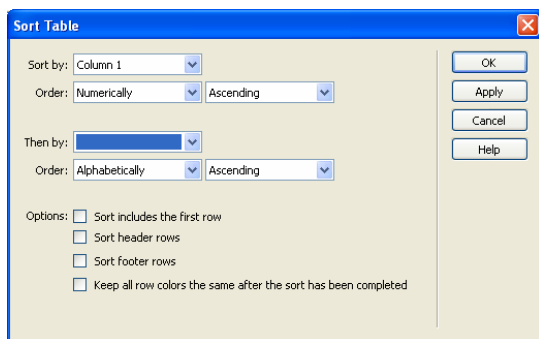 Sort Table
Sort by: Column 1
Order: Numerically Ascending
Then by:
Order: Alphabetically Ascending
Options: Sort includes the first row
Sort header rows
Sort footer rows
Keep all row colors the same after the sort has been completed
OK
Apply
Cancel
Help